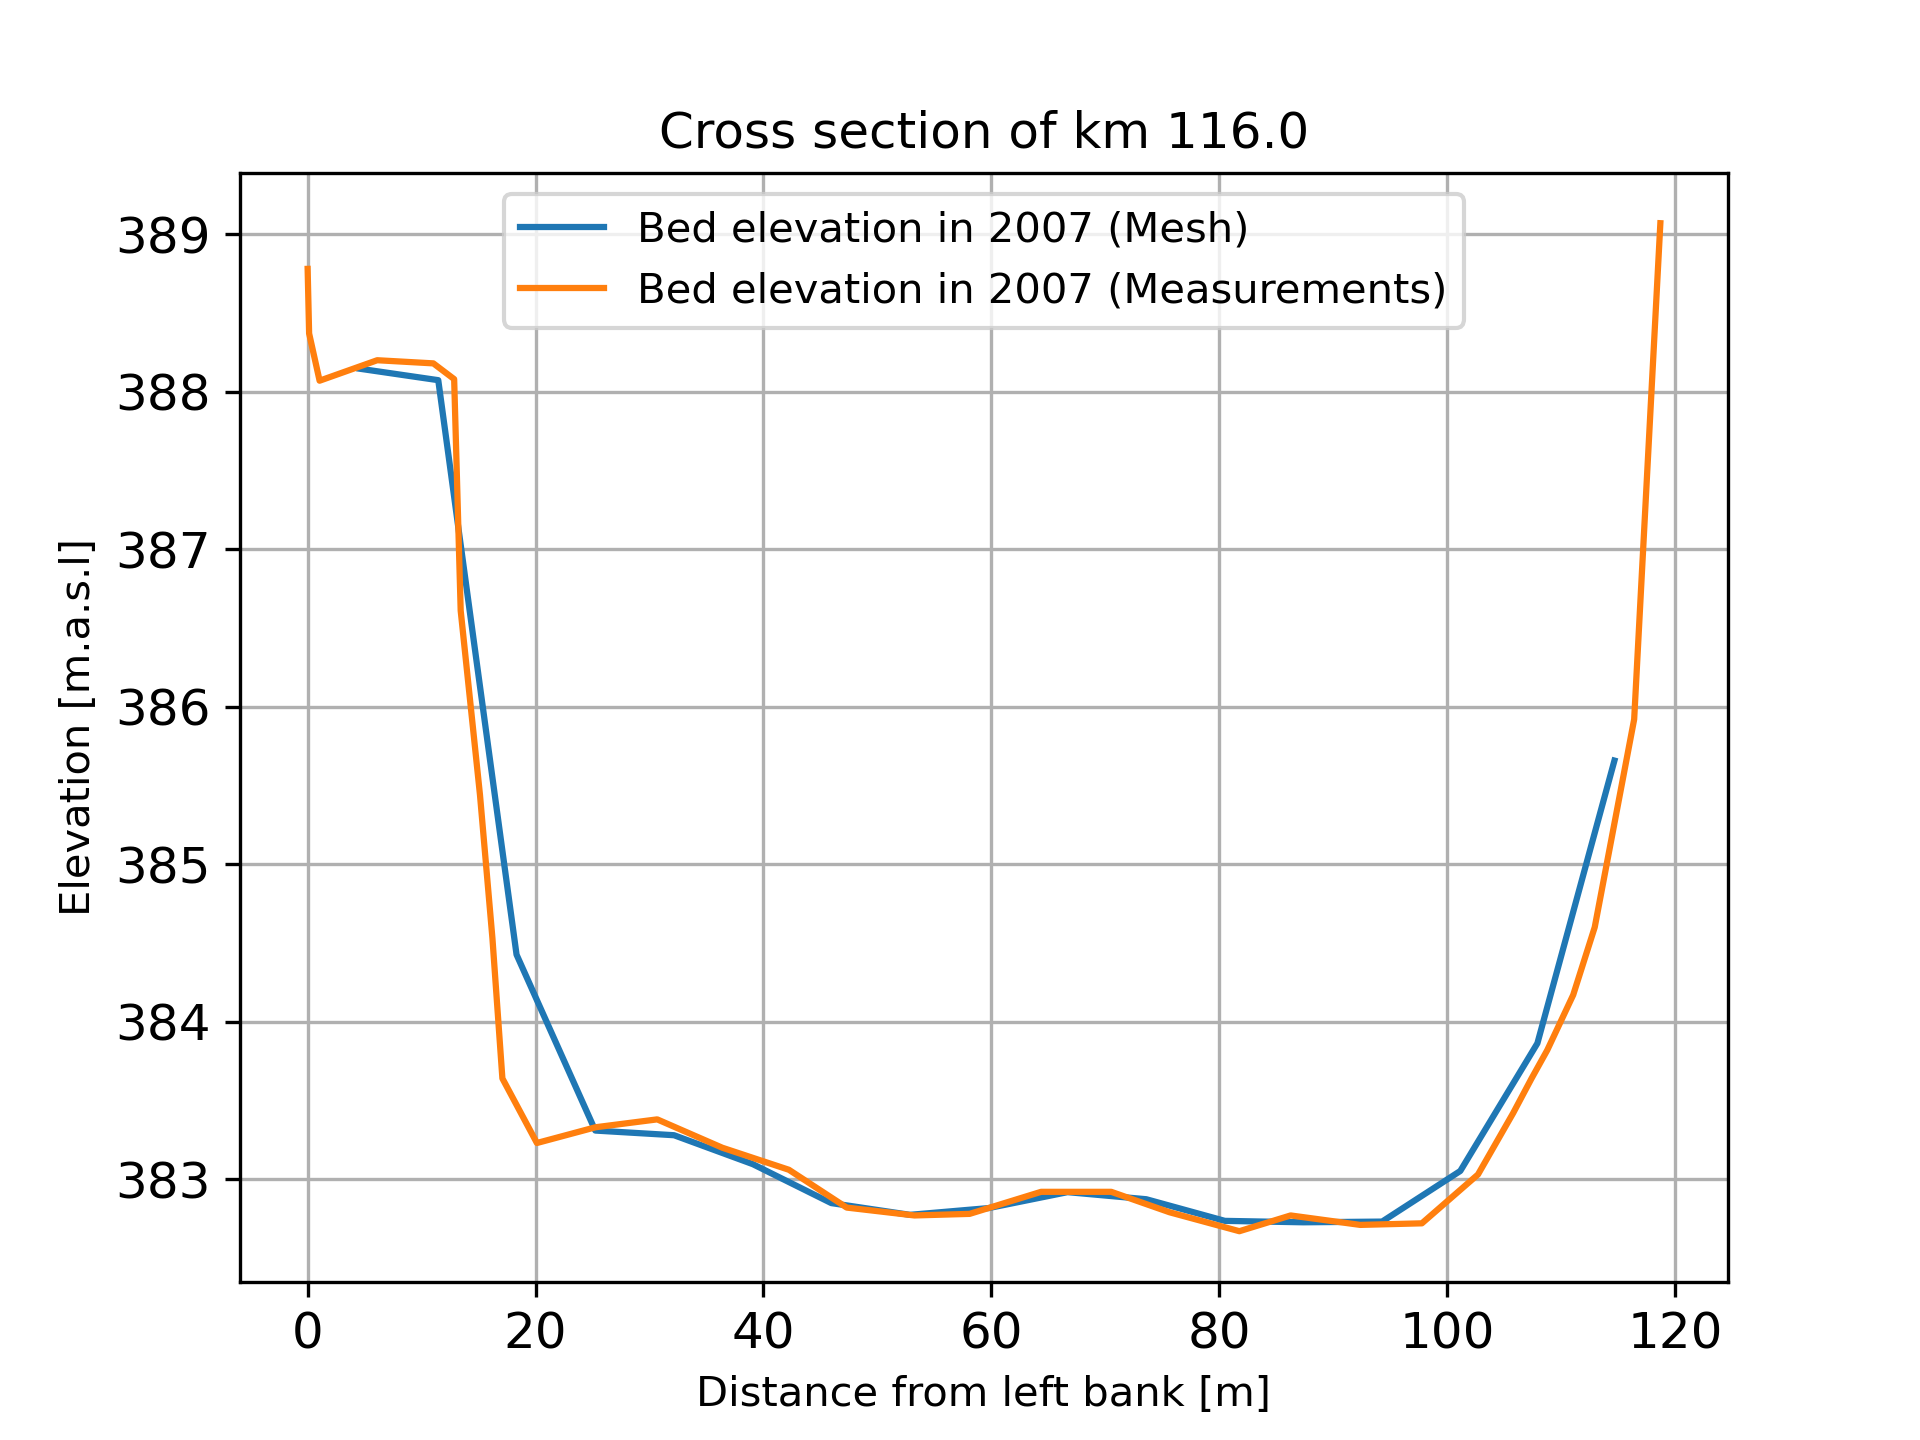 Cross section of km 116.0
Bed elevation in 2007 (Mesh)
Bed elevation in 2007 (Measurements)
389
388
387
386
385
384
383
Elevation [m.a.s.l]
0 20 40 60 80 100 120
Distance from left bank [m]